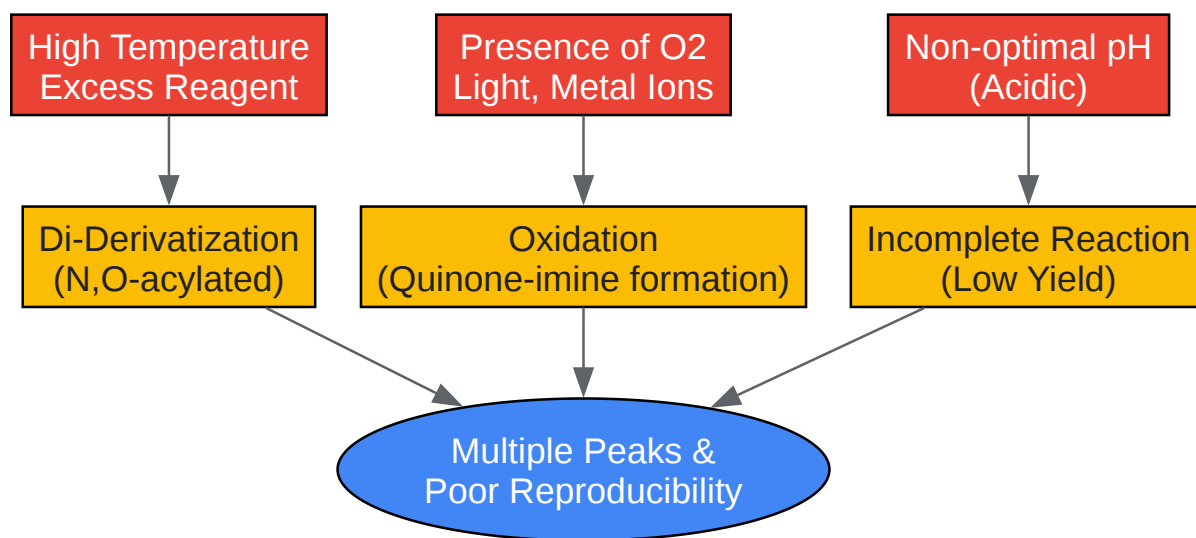 High Temperature
Excess Reagent
Presence of O2
Light, Metal Ions
Non-optimal pH
(Acidic)
Di-Derivatization
(N,O-acylated)
Oxidation
(Quinone-imine formation)
Incomplete Reaction
(Low Yield)
Multiple Peaks &
Poor Reproducibility